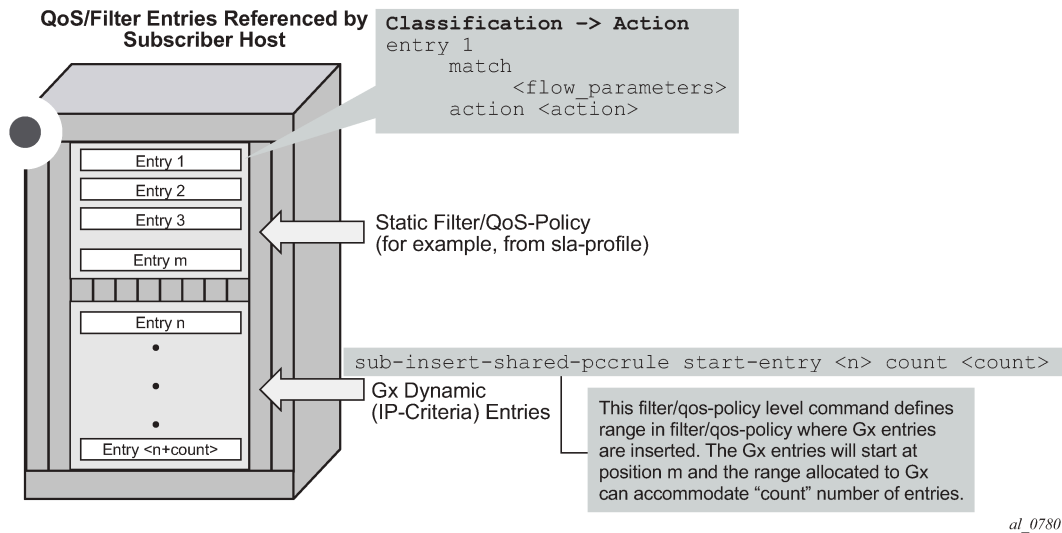 QoS/Filter Entries Referenced by
Subscriber Host
Classification –> Action
entry 1
match
<flow_parameters>
action <action>
Entry 1
Entry 2
Entry 3
Entry m
Static Filter/QoS-Policy
(for example, from sla-profile)
Entry n
sub-insert-shared-pccrule start-entry <n> count <count>
Gx Dynamic
(IP-Criteria) Entries
Entry <n+count>
This filter/qos-policy level command defines
range in filter/qos-policy where Gx entries
are inserted. The Gx entries will start at
position m and the range allocated to Gx
can accommodate “count” number of entries.
al_0780